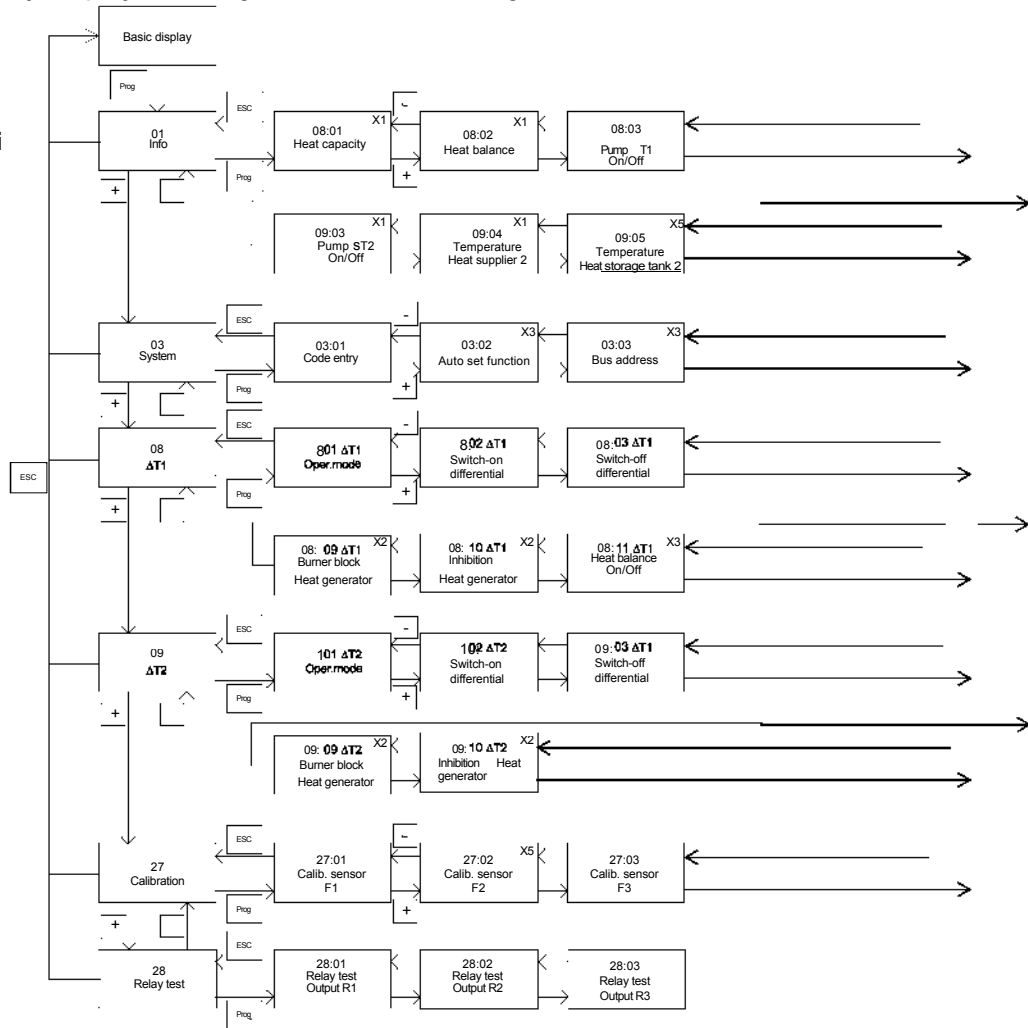 Basic display
Prog
ESC
01
Info
08:01
Heat capacity
X1
-
08:02
Heat balance
X1
08:03
Pump T1
On/Off
Prog
+
+
09:03
Pump ST2
On/Off
X1
09:04
Temperature
Heat supplier 2
X1
09:05
Temperature
Heat storage tank 2
X5
ESC
-
03
System
03:01
Code entry
03:02
Auto set function
X3
03:03
Bus address
X3
Prog
+
+
ESC
-
08
ΔT1
801 ΔT1
Oper.mode
8:02 ΔT1
Switch-on
differential
08:03 ΔT1
Switch-off
differential
ESC
Prog
+
+
08: 09 ΔT1
Burner block
Heat generator
X2
08: 10 ΔT1
Inhibition
Heat generator
X2
08: 11 ΔT1
Heat balance
On/Off
X3
ESC
-
09
ΔT2
101 ΔT2
Oper.mode
102 ΔT2
Switch-on
differential
09: 03 ΔT1
Switch-off
differential
Prog
+
+
09: 09 ΔT2
Burner block
Heat generator
X2
09: 10 ΔT2
Inhibition Heat
generator
X2
ESC
-
27
Calibration
27:01
Calib. sensor
F1
27:02
Calib. sensor
F2
X5
27:03
Calib. sensor
F3
Prog
+
+
ESC
28
Relay test
28:01
Relay test
Output R1
28:02
Relay test
Output R2
28:03
Relay test
Output R3
Prog